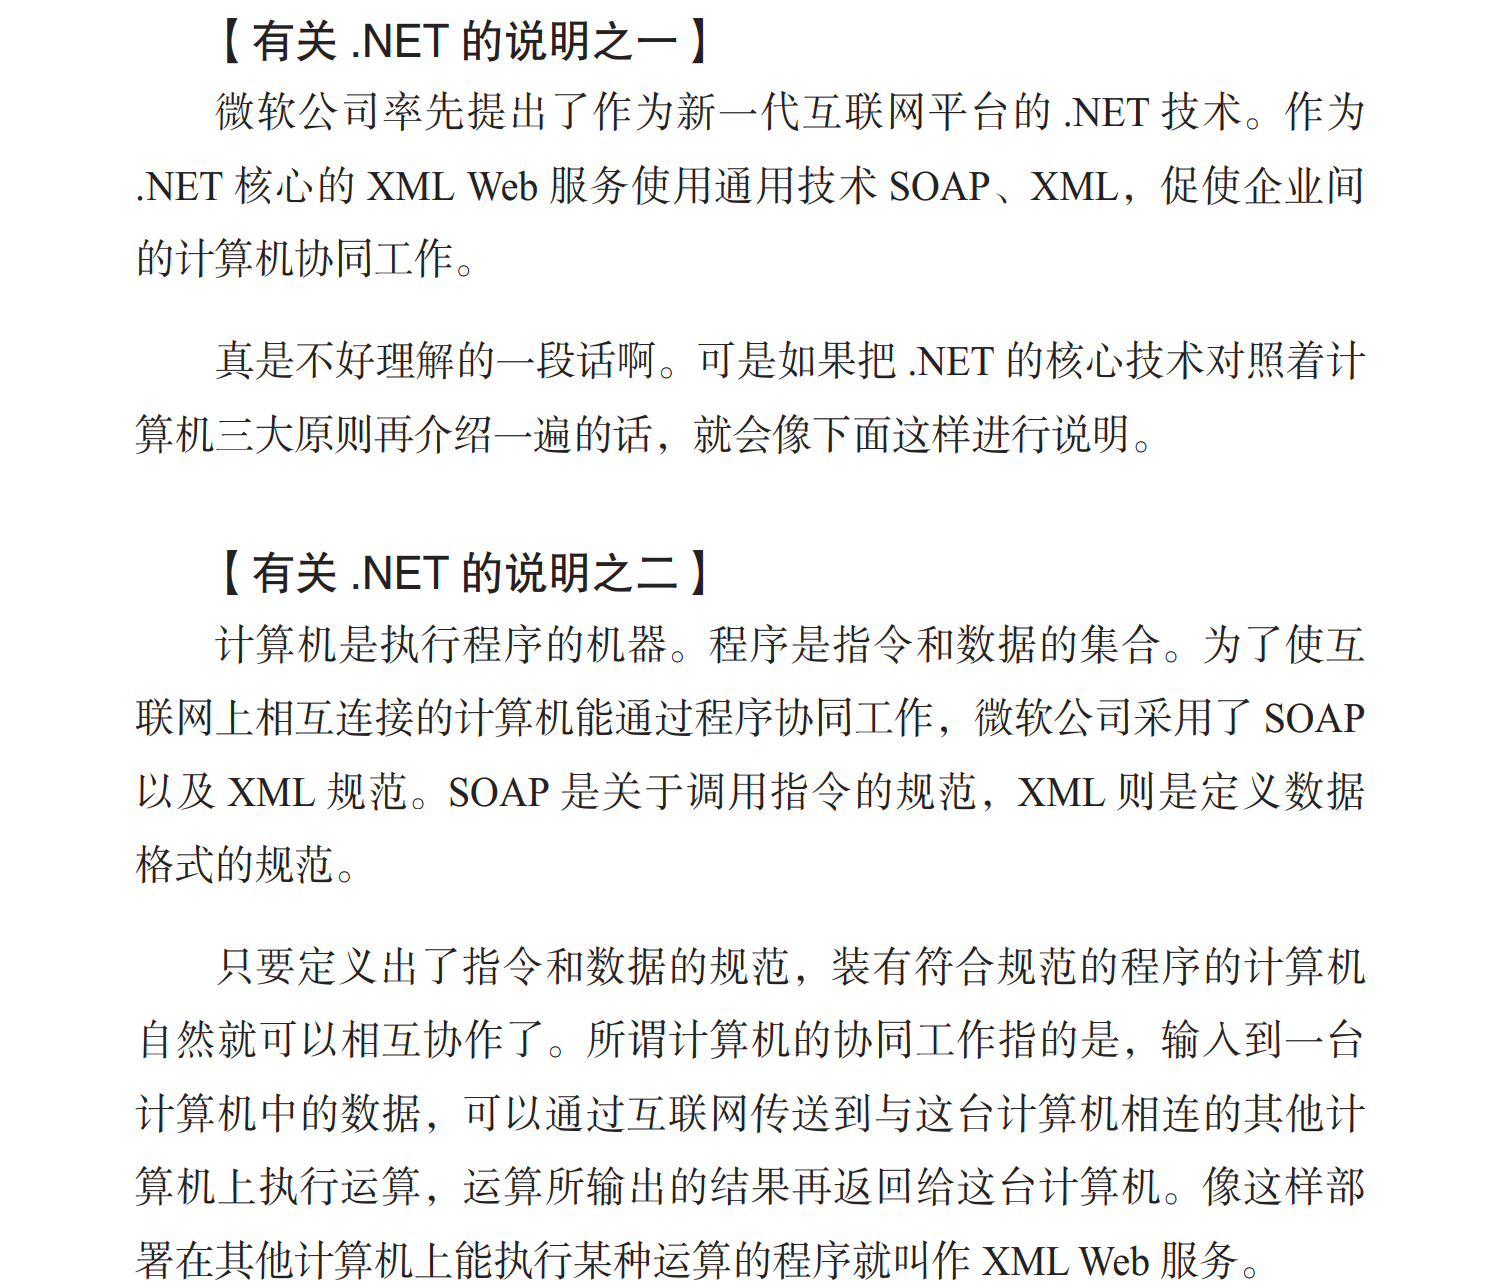 【有关 .NET 的说明之一】
微软公司率先提出了作为新一代互联网平台的 .NET 技术。作为
.NET 核心的 XML Web 服务使用通用技术 SOAP、XML，促使企业间
的计算机协同工作。
真是不好理解的一段话啊。可是如果把 .NET 的核心技术对照着计
算机三大原则再介绍一遍的话，就会像下面这样进行说明。
【有关 .NET 的说明之二】
计算机是执行程序的机器。程序是指令和数据的集合。为了使互
联网上相互连接的计算机能通过程序协同工作，微软公司采用了 SOAP
以及 XML 规范。SOAP 是关于调用指令的规范，XML 则是定义数据
格式的规范。
只要定义出了指令和数据的规范，装有符合规范的程序的计算机
自然就可以相互协作了。所谓计算机的协同工作指的是，输入到一台
计算机中的数据，可以通过互联网传送到与这台计算机相连的其他计
算机上执行运算，运算所输出的结果再返回给这台计算机。像这样部
署在其他计算机上能执行某种运算的程序就叫作 XML Web 服务。